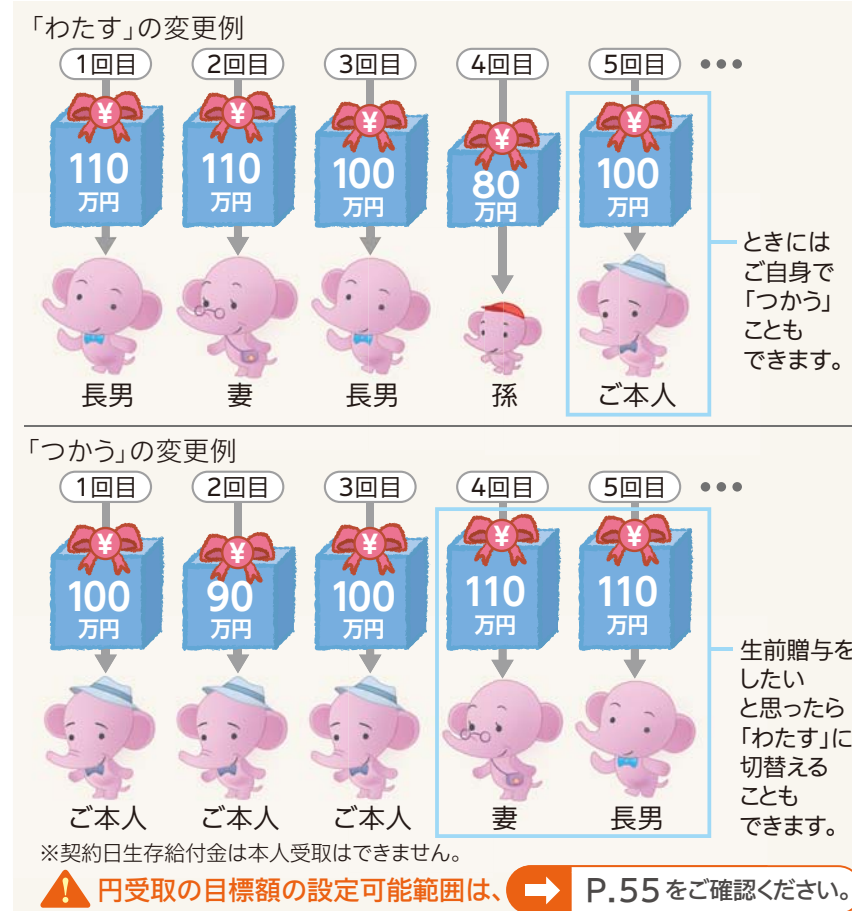 「わたす」の変更例
1回目 2回目 3回目 4回目 5回目 •••
¥ ¥ ¥ ¥ ¥
110 110 100 80 100
万円 万円 万円 万円 万円
長男 妻 長男 孫 ご本人
ときには
ご自身で
「つかう」
ことも
できます。
「つかう」の変更例
1回目 2回目 3回目 4回目 5回目 •••
¥ ¥ ¥ ¥ ¥
100 90 100 110 110
万円 万円 万円 万円 万円
ご本人 ご本人 ご本人 妻 長男
生前贈与を
したい
と思ったら
「わたす」に
切替える
ことも
できます。
※契約日生存給付金は本人受取はできません。
! 円受取の目標額の設定可能範囲は、 P.55をご確認ください。